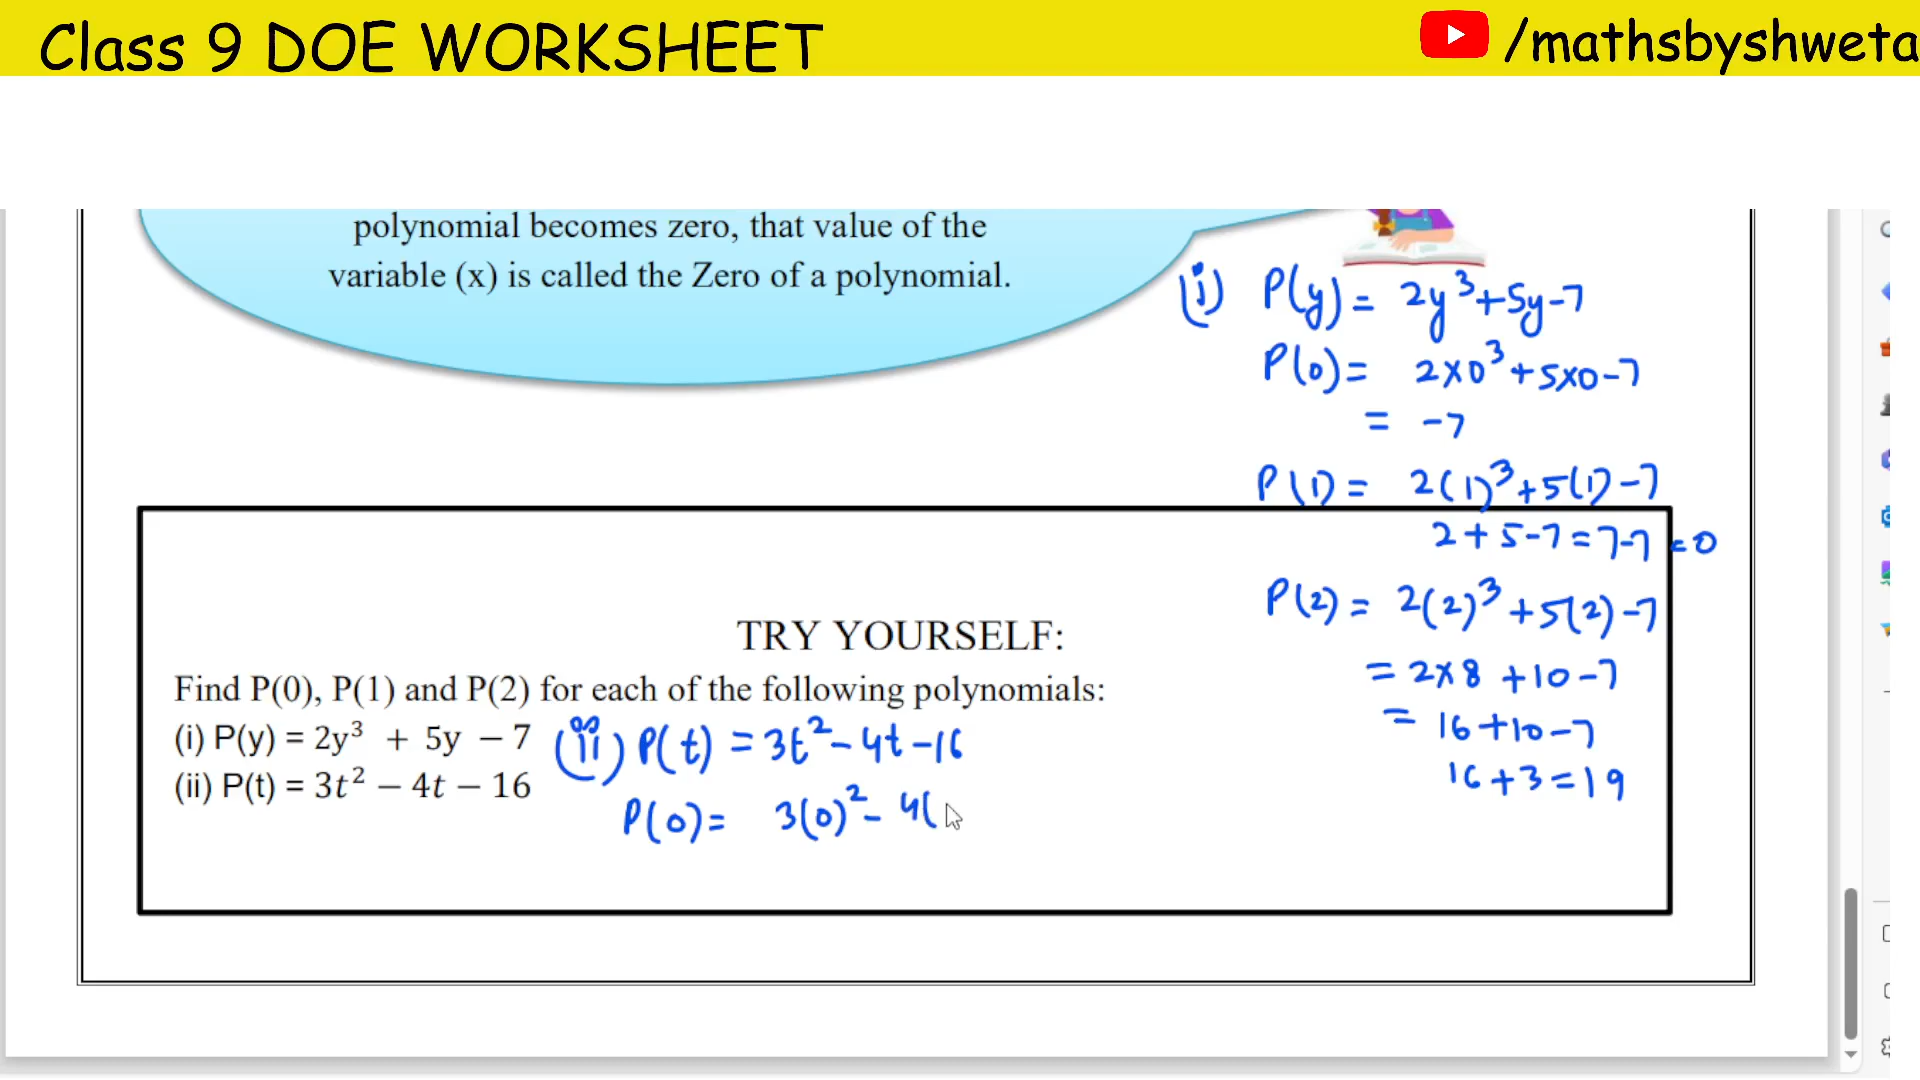 Class 9 DOE WORKSHEET
/mathsbyshweta
polynomial becomes zero, that value of the
variable (x) is called the Zero of a polynomial.
(i) P(y) = 2y³+5y-7
P(0) = 2×0³+5×0-7
= -7
P(1) = 2(1)³+5(1)-7
2+5-7=7-7=0
P(2) = 2(2)³+5(2)-7
= 2×8+10-7
= 16+10-7
16+3=19
TRY YOURSELF:
Find P(0), P(1) and P(2) for each of the following polynomials:
(i) P(y) = 2y³ + 5y − 7
(ii) P(t) = 3t² − 4t − 16
(ii) P(t) = 3t²-4t-16
P(0) = 3(0)²-4(